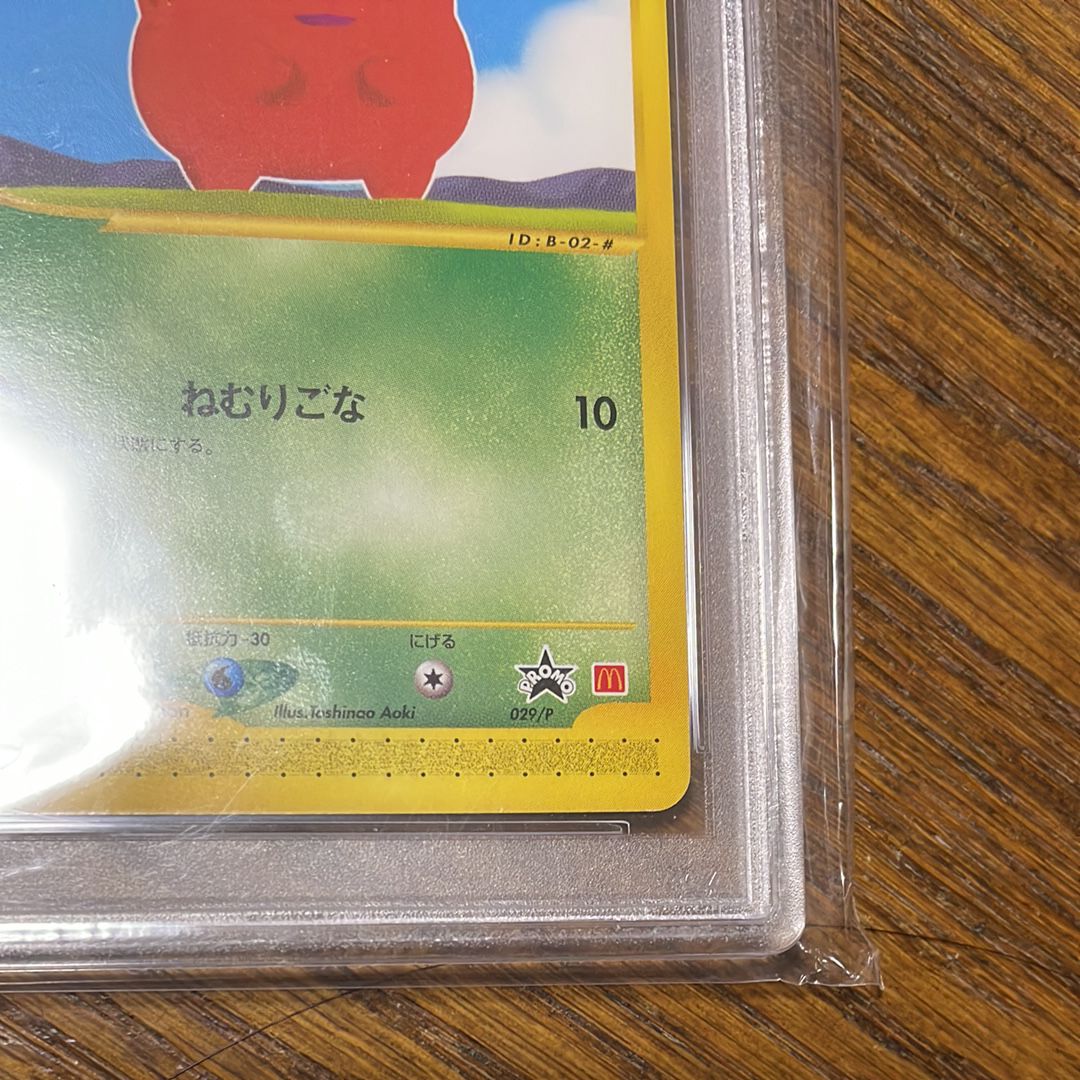 ID:B-02-#
ねむりごな 10
状態にする。
抵抗力 -30 にげる
PROMO
Illus.Toshinao Aoki 029/P